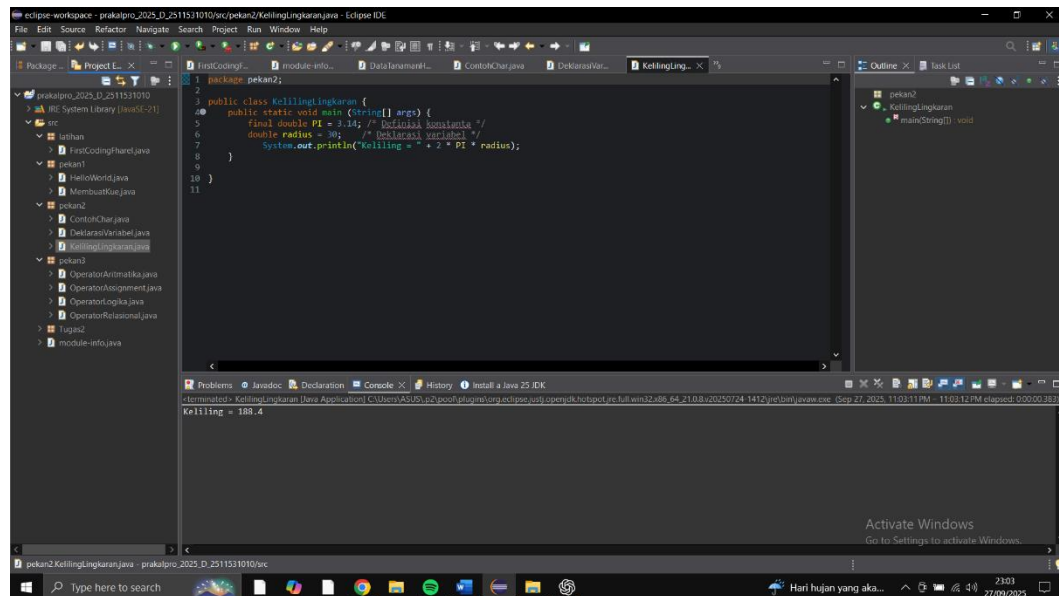 eclipse-workspace - prakalpro_2025_D_2511531010/src/pekan2/KelilingLingkaran.java - Eclipse IDE
File Edit Source Refactor Navigate Search Project Run Window Help
Package ... Project E...
FirstCodingF... module-info... DataTanamanH... ContohChar.java DeklarasiVar... KelilingLing...
Outline Task List
prakalpro_2025_D_2511531010
JRE System Library [JavaSE-21]
src
latihan
FirstCodingFharel.java
pekan1
HelloWorld.java
MembuatKue.java
pekan2
ContohChar.java
DeklarasiVariabel.java
KelilingLingkaran.java
pekan3
OperatorAritmatika.java
OperatorAssignment.java
OperatorLogika.java
OperatorRelasional.java
Tugas2
module-info.java
1 package pekan2;
2
3 public class KelilingLingkaran {
4 public static void main (String[] args) {
5 final double PI = 3.14; /* Definisi konstanta */
6 double radius = 30; /* Deklarasi variabel */
7 System.out.println("Keliling = " + 2 * PI * radius);
8 }
9
10 }
11
pekan2
KelilingLingkaran
main(String[]) : void
Problems Javadoc Declaration Console History Install a Java 25 JDK
<terminated> KelilingLingkaran [Java Application] C:\Users\ASUS\.p2\pool\plugins\org.eclipse.justj.openjdk.hotspot.jre.full.win32.x86_64_21.0.8.v20250724-1412\jre\bin\javaw.exe (Sep 27, 2025, 11:03:11 PM – 11:03:12 PM elapsed: 0:00:00.383)
Keliling = 188.4
Activate Windows
Go to Settings to activate Windows.
pekan2.KelilingLingkaran.java - prakalpro_2025_D_2511531010/src
Type here to search
Hari hujan yang aka...
23:03
27/09/2025